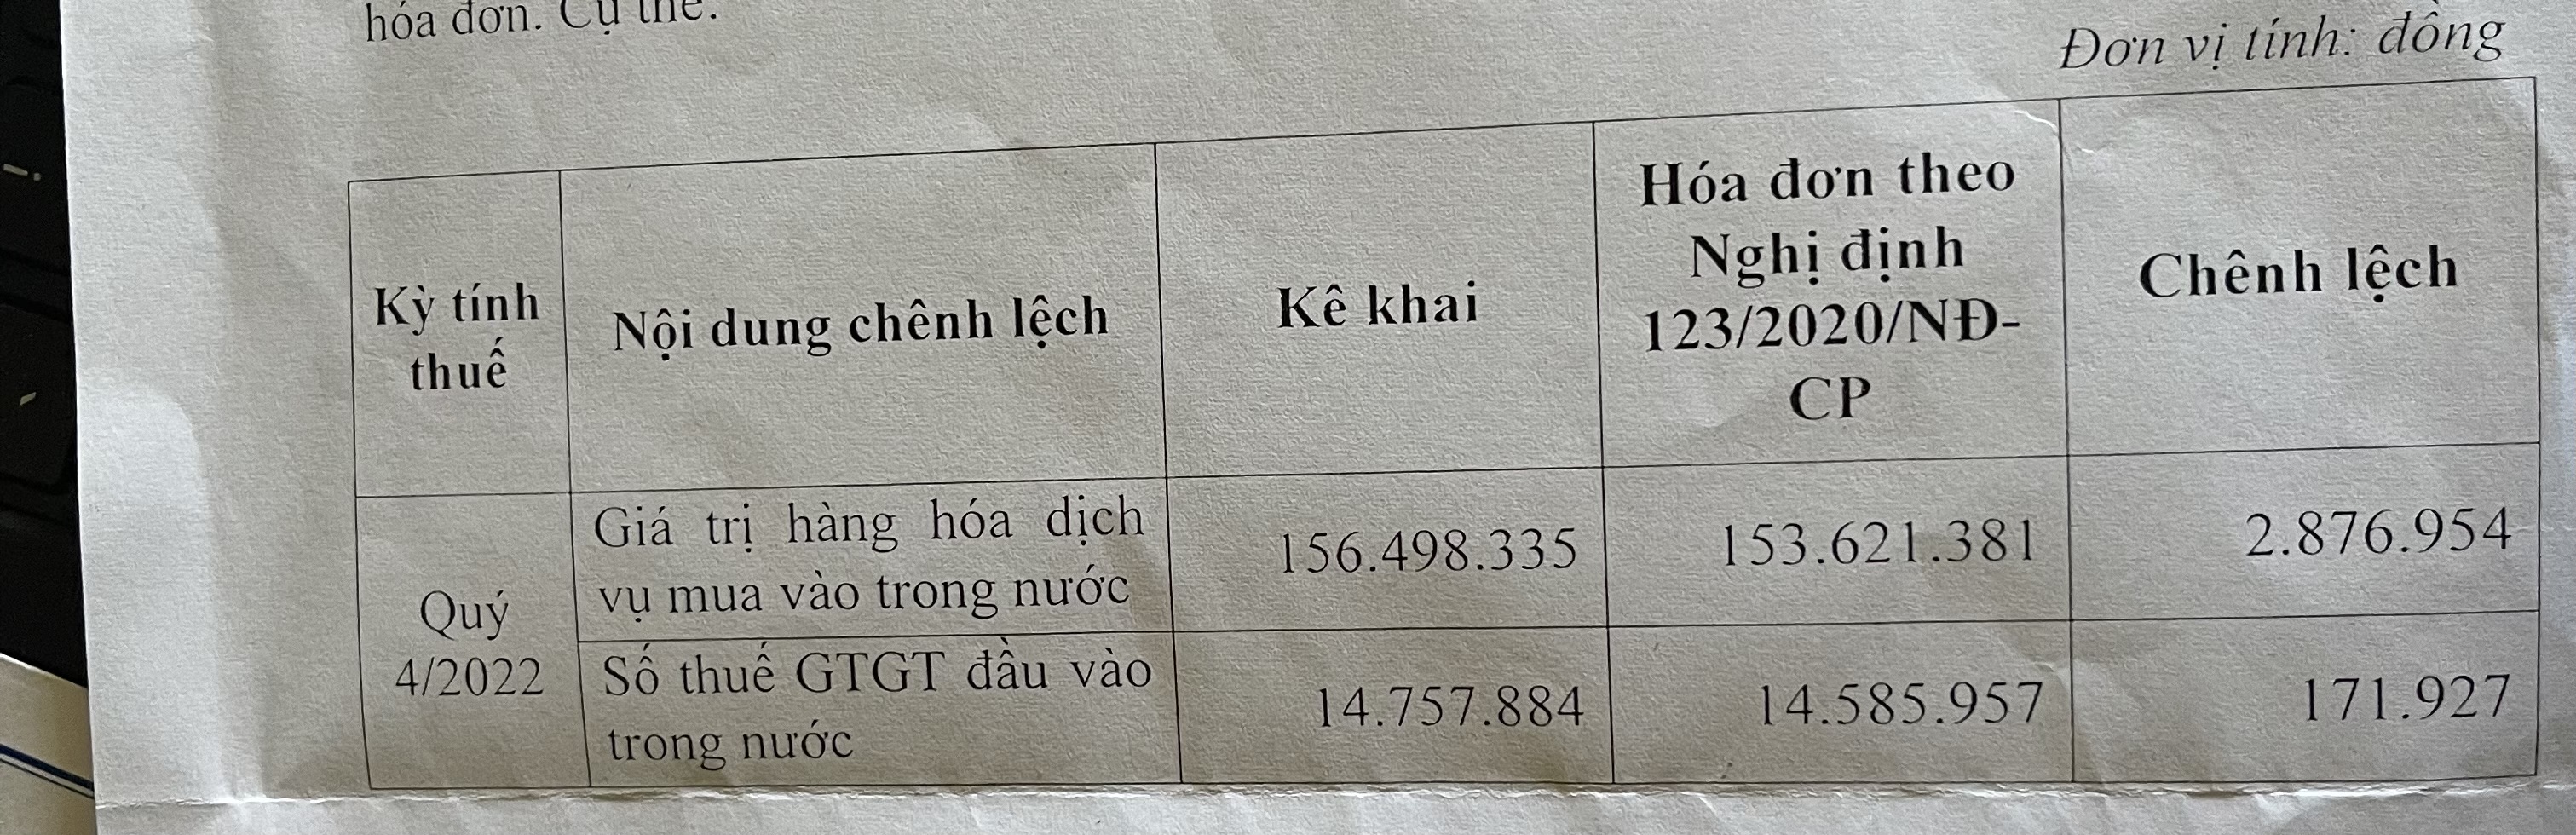 hóa đơn. Cụ thể:
Đơn vị tính: đồng
Kỳ tính
thuế
Nội dung chênh lệch
Kê khai
Hóa đơn theo
Nghị định
123/2020/NĐ-
CP
Chênh lệch
Quý
4/2022
Giá trị hàng hóa dịch
vụ mua vào trong nước
156.498.335
153.621.381
2.876.954
Số thuế GTGT đầu vào
trong nước
14.757.884
14.585.957
171.927